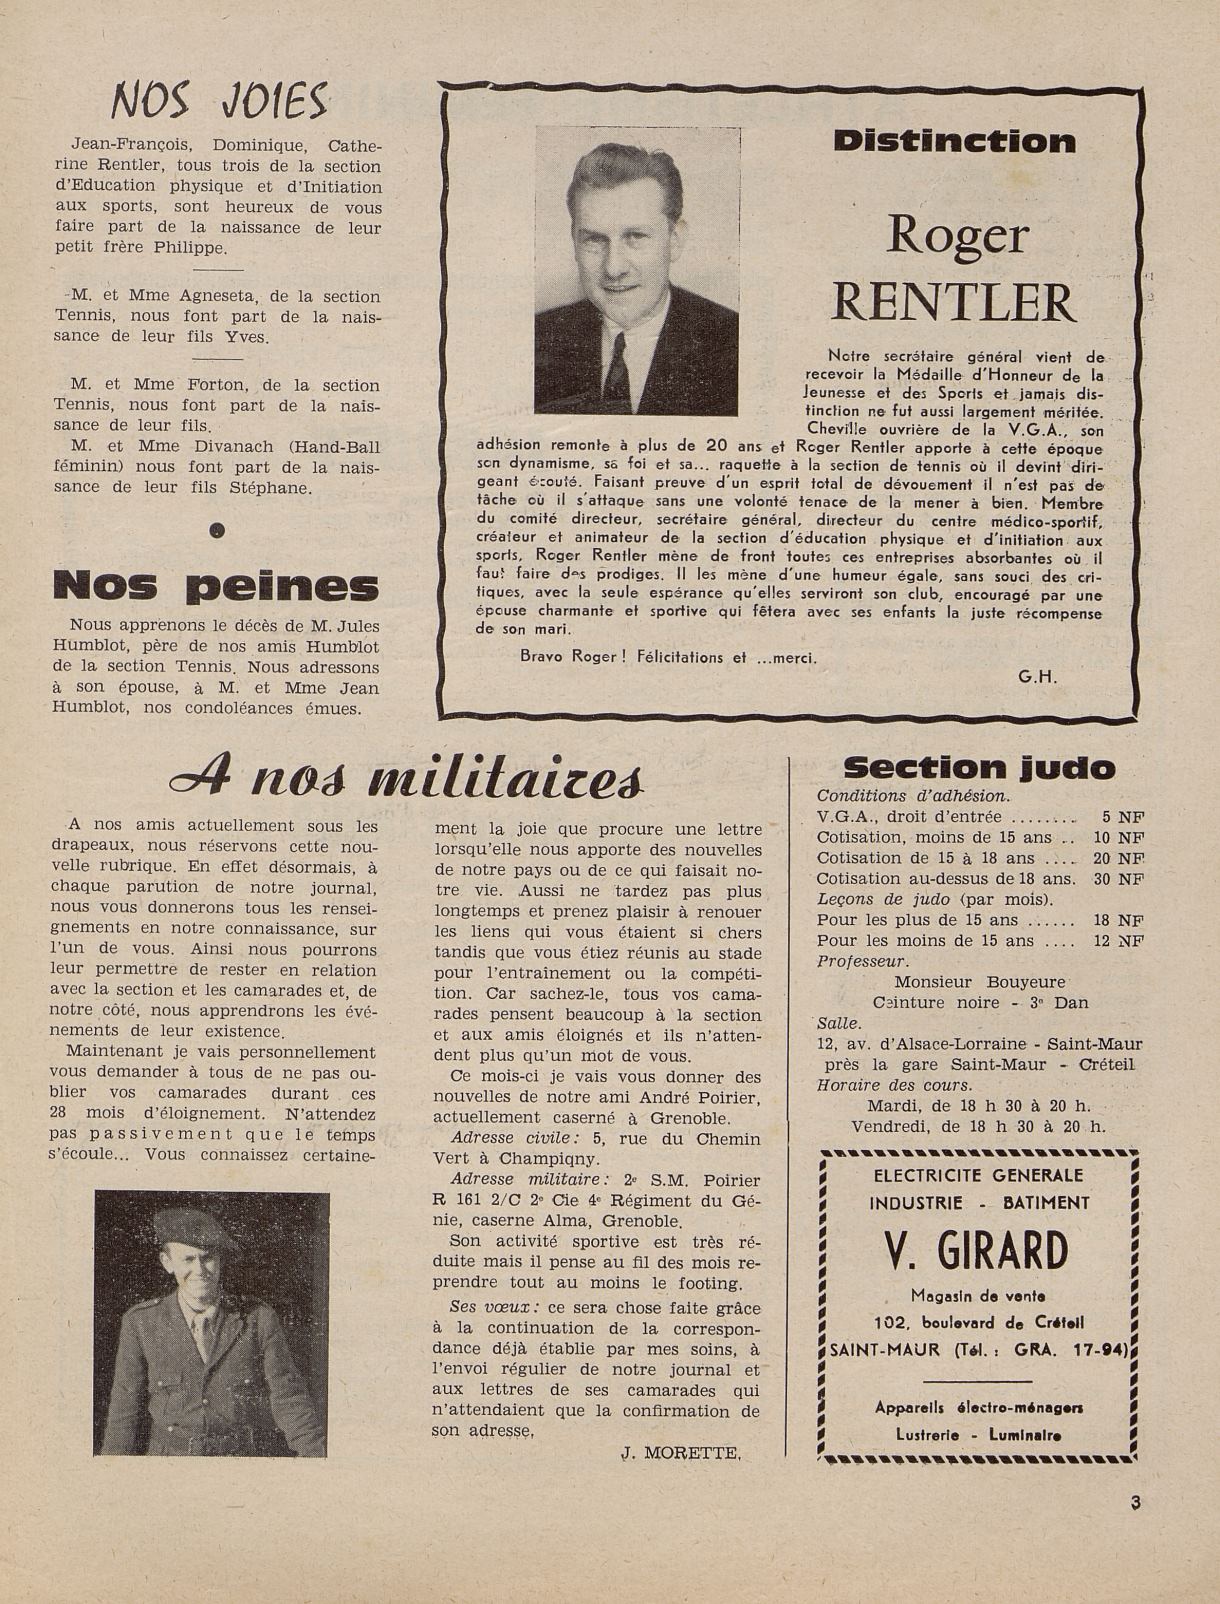 NOS JOIES
Jean-François, Dominique, Cathe-
rine Rentler, tous trois de la section
d'Education physique et d'Initiation
aux sports, sont heureux de vous
faire part de la naissance de leur
petit frère Philippe.
M. et Mme Agneseta, de la section
Tennis, nous font part de la nais-
sance de leur fils Yves.
M. et Mme Forton, de la section
Tennis, nous font part de la nais-
sance de leur fils.
M. et Mme Divanach (Hand-Ball
féminin) nous font part de la nais-
sance de leur fils Stéphane.
Nos peines
Nous apprenons le décès de M. Jules
Humblot, père de nos amis Humblot
de la section Tennis. Nous adressons
à son épouse, à M. et Mme Jean
Humblot, nos condoléances émues.
Distinction
Roger
RENTLER
Notre secrétaire général vient de
recevoir la Médaille d'Honneur de la
Jeunesse et des Sports et jamais dis-
tinction ne fut aussi largement méritée.
Cheville ouvrière de la V.G.A., son
adhésion remonte à plus de 20 ans et Roger Rentler apporte à cette époque
son dynamisme, sa foi et sa... raquette à la section de tennis où il devint diri-
geant écouté. Faisant preuve d'un esprit total de dévouement il n'est pas de
tâche où il s'attaque sans une volonté tenace de la mener à bien. Membre
du comité directeur, secrétaire général, directeur du centre médico-sportif,
créateur et animateur de la section d'éducation physique et d'initiation aux
sports, Roger Rentler mène de front toutes ces entreprises absorbantes où il
faut faire des prodiges. Il les mène d'une humeur égale, sans souci des cri-
tiques, avec la seule espérance qu'elles serviront son club, encouragé par une
épouse charmante et sportive qui fêtera avec ses enfants la juste récompense
de son mari.
Bravo Roger ! Félicitations et ...merci.
G.H.
A nos militaires
A nos amis actuellement sous les
drapeaux, nous réservons cette nou-
velle rubrique. En effet désormais, à
chaque parution de notre journal,
nous vous donnerons tous les rensei-
gnements en notre connaissance, sur
l'un de vous. Ainsi nous pourrons
leur permettre de rester en relation
avec la section et les camarades et, de
notre côté, nous apprendrons les évé-
nements de leur existence.
Maintenant je vais personnellement
vous demander à tous de ne pas ou-
blier vos camarades durant ces
28 mois d'éloignement. N'attendez
pas passivement que le temps
s'écoule... Vous connaissez certaine-
ment la joie que procure une lettre
lorsqu'elle nous apporte des nouvelles
de notre pays ou de ce qui faisait no-
tre vie. Aussi ne tardez pas plus
longtemps et prenez plaisir à renouer
les liens qui vous étaient si chers
tandis que vous étiez réunis au stade
pour l'entrainement ou la compéti-
tion. Car sachez-le, tous vos cama-
rades pensent beaucoup à la section
et aux amis éloignés et ils n'atten-
dent plus qu'un mot de vous.
Ce mois-ci je vais vous donner des
nouvelles de notre ami André Poirier,
actuellement caserné à Grenoble.
Adresse civile : 5, rue du Chemin
Vert à Champigny.
Adresse militaire : 2e S.M. Poirier
R 161 2/C 2e Cie 4e Régiment du Gé-
nie, caserne Alma, Grenoble.
Son activité sportive est très ré-
duite mais il pense au fil des mois re-
prendre tout au moins le footing.
Ses vœux : ce sera chose faite grâce
à la continuation de la correspon-
dance déjà établie par mes soins, à
l'envoi régulier de notre journal et
aux lettres de ses camarades qui
n'attendaient que la confirmation de
son adresse.
J. MORETTE.
Section judo
Conditions d'adhésion.
V.G.A., droit d'entrée ........ 5 NF
Cotisation, moins de 15 ans .. 10 NF
Cotisation de 15 à 18 ans .... 20 NF
Cotisation au-dessus de 18 ans. 30 NF
Leçons de judo (par mois).
Pour les plus de 15 ans ...... 18 NF
Pour les moins de 15 ans .... 12 NF
Professeur.
Monsieur Bouyeure
Ceinture noire - 3e Dan
Salle.
12, av. d'Alsace-Lorraine - Saint-Maur
près la gare Saint-Maur - Créteil
Horaire des cours.
Mardi, de 18 h 30 à 20 h.
Vendredi, de 18 h 30 à 20 h.
ELECTRICITE GENERALE
INDUSTRIE - BATIMENT
V. GIRARD
Magasin de vente
102, boulevard de Créteil
SAINT-MAUR (Tél. : GRA. 17-94)
Appareils électro-ménagers
Lustrerie - Luminaire
3